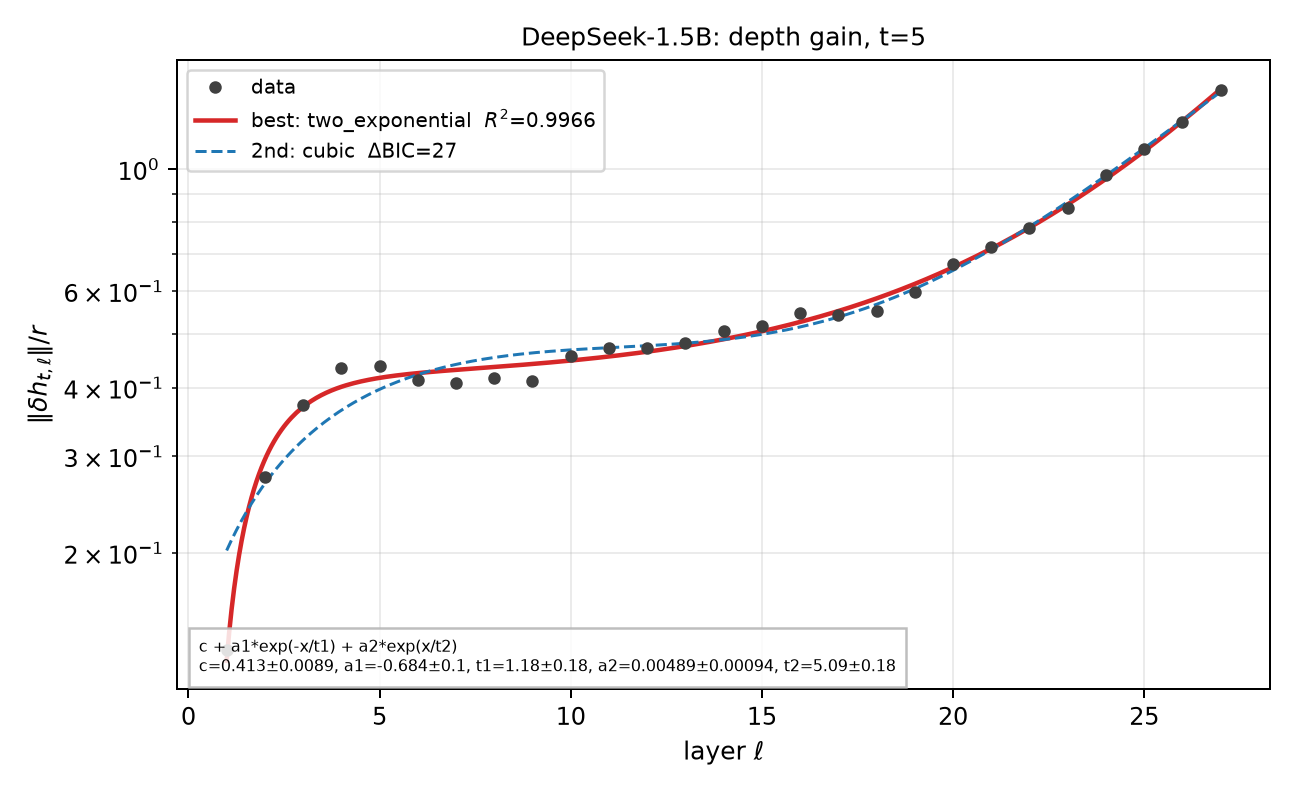 DeepSeek-1.5B: depth gain, t=5
data
best: two_exponential R²=0.9966
2nd: cubic ΔBIC=27
10⁰
6 × 10⁻¹
4 × 10⁻¹
3 × 10⁻¹
2 × 10⁻¹
‖δhₜ,ℓ‖/r
c + a1*exp(-x/t1) + a2*exp(x/t2)
c=0.413±0.0089, a1=-0.684±0.1, t1=1.18±0.18, a2=0.00489±0.00094, t2=5.09±0.18
0 5 10 15 20 25
layer ℓ